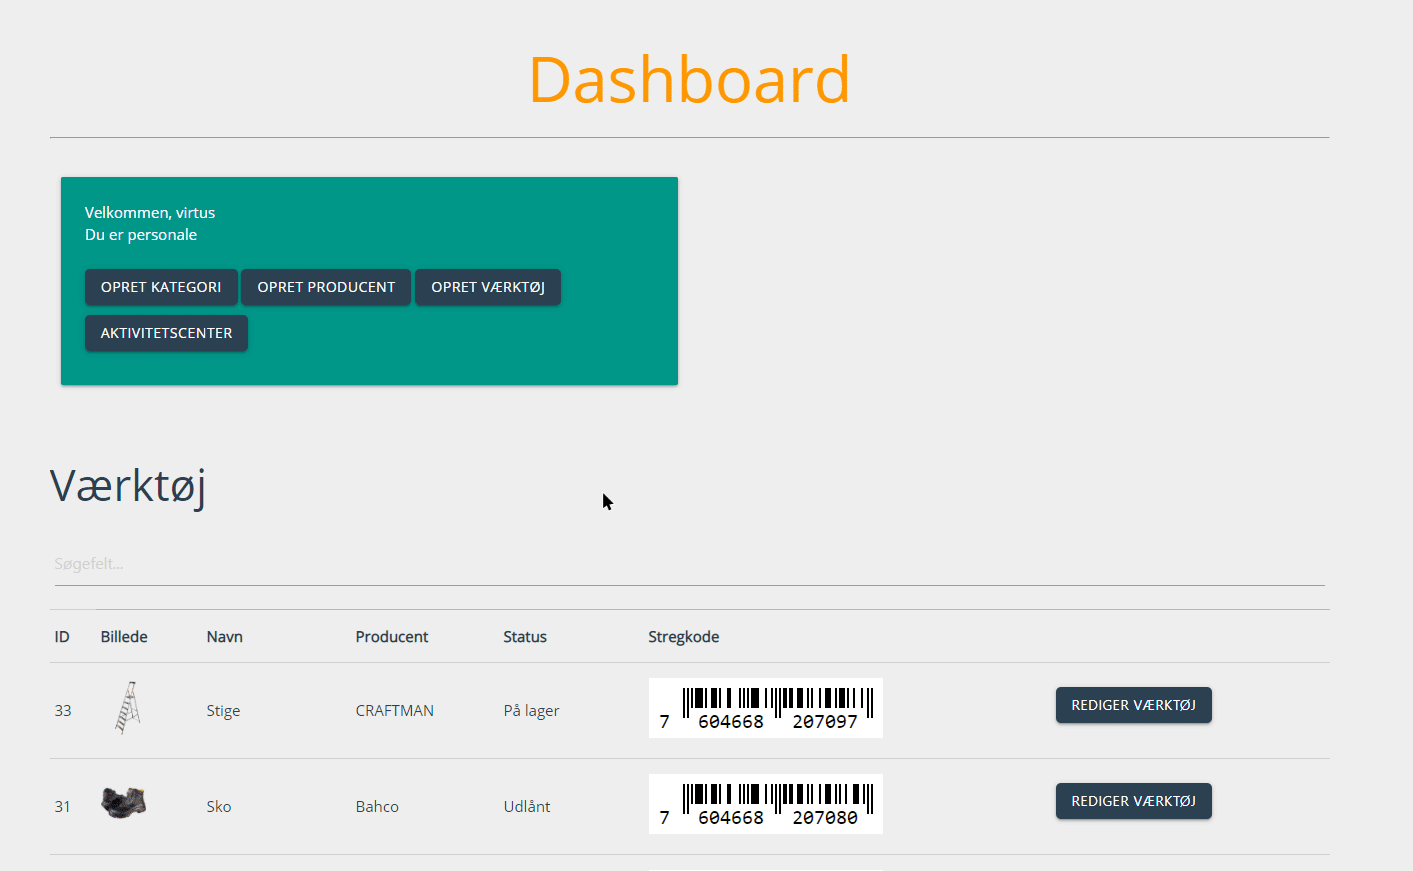 Dashboard
Velkommen, virtus
Du er personale
OPRET KATEGORI OPRET PRODUCENT OPRET VÆRKTØJ
AKTIVITETSCENTER
Værktøj
Søgefelt...
ID Billede Navn Producent Status Stregkode
33 Stige CRAFTMAN På lager 7 604668 207097 REDIGER VÆRKTØJ
31 Sko Bahco Udlånt 7 604668 207080 REDIGER VÆRKTØJ